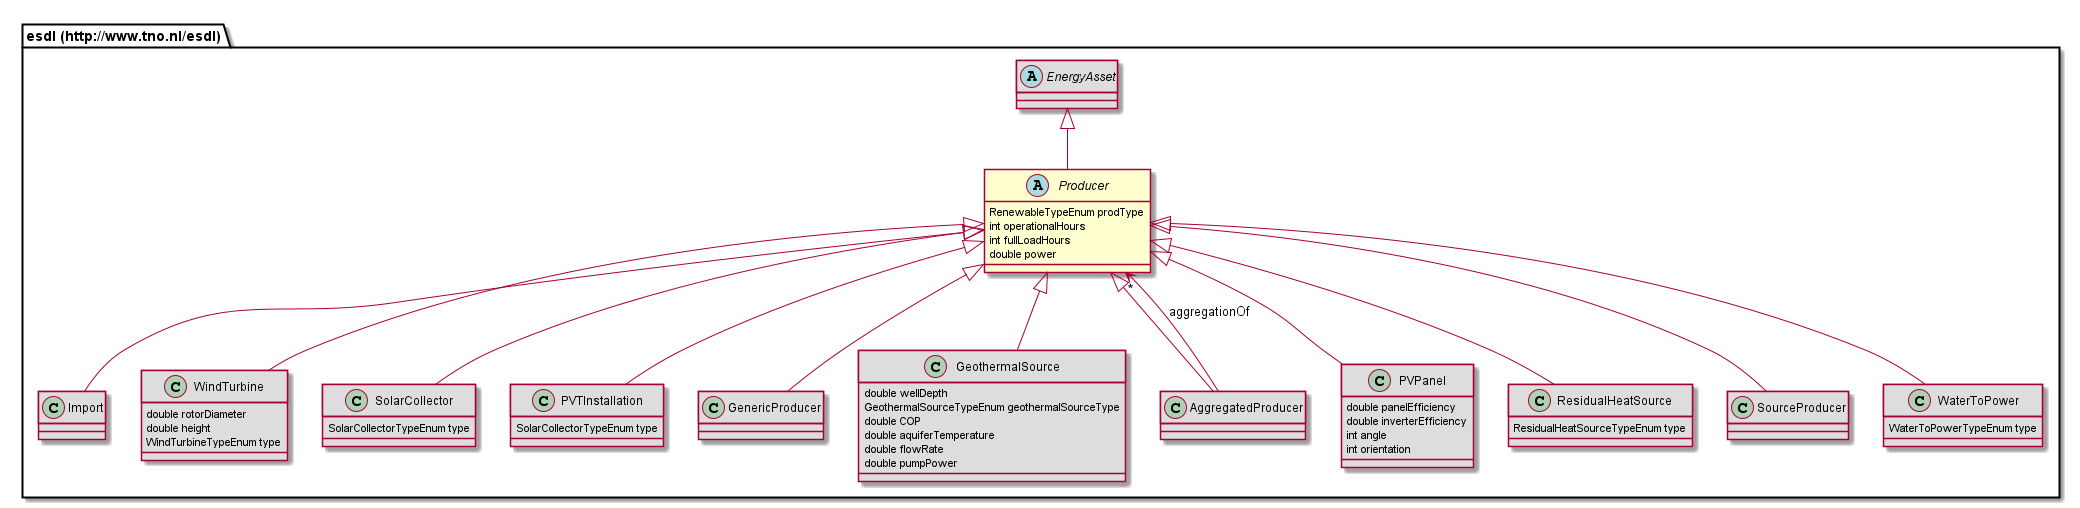 esdl (http://www.tno.nl/esdl)
A EnergyAsset
A Producer
RenewableTypeEnum prodType
int operationalHours
int fullLoadHours
double power
*
aggregationOf
C Import
C WindTurbine
double rotorDiameter
double height
WindTurbineTypeEnum type
C SolarCollector
SolarCollectorTypeEnum type
C PVTInstallation
SolarCollectorTypeEnum type
C GenericProducer
C GeothermalSource
double wellDepth
GeothermalSourceTypeEnum geothermalSourceType
double COP
double aquiferTemperature
double flowRate
double pumpPower
C AggregatedProducer
C PVPanel
double panelEfficiency
double inverterEfficiency
int angle
int orientation
C ResidualHeatSource
ResidualHeatSourceTypeEnum type
C SourceProducer
C WaterToPower
WaterToPowerTypeEnum type